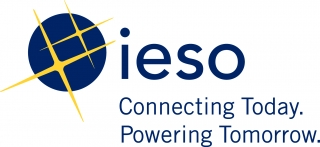 ieso
Connecting Today.
Powering Tomorrow.